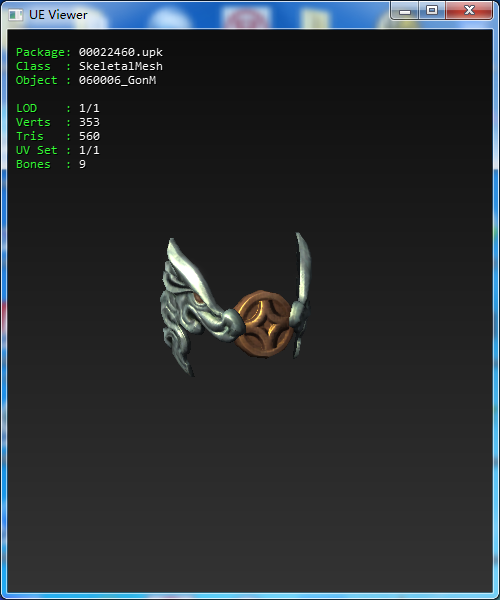 UE Viewer
Package: 00022460.upk
Class : SkeletalMesh
Object : 060006_GonM
LOD : 1/1
Verts : 353
Tris : 560
UV Set : 1/1
Bones : 9